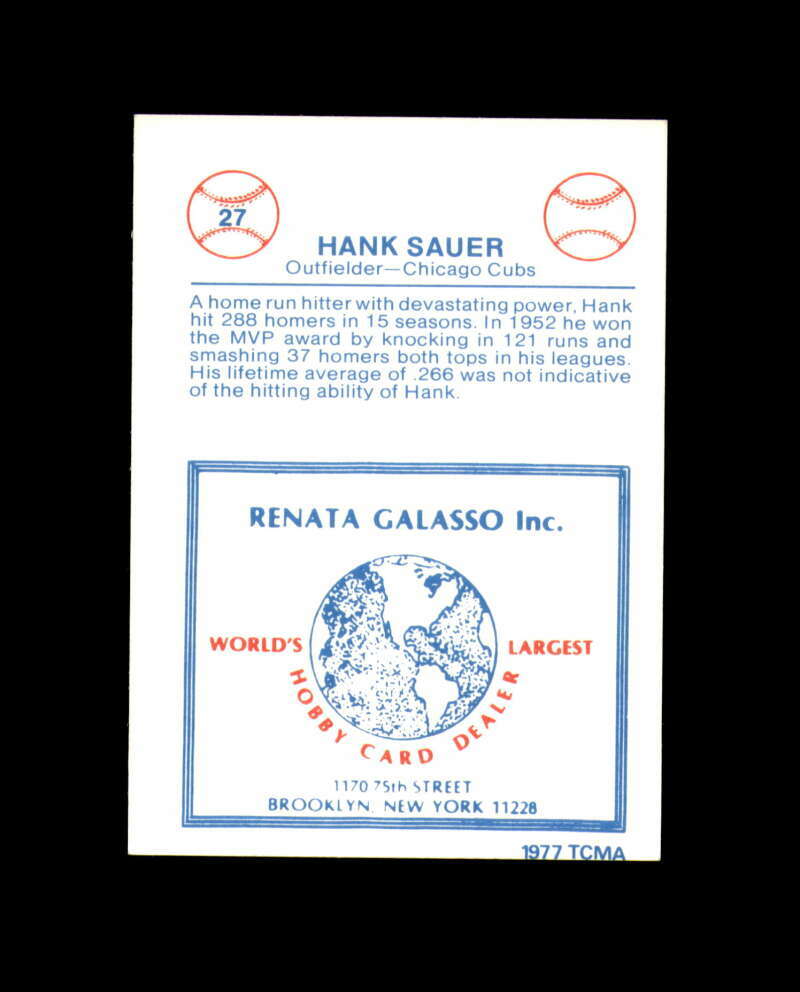 27
HANK SAUER
Outfielder—Chicago Cubs
A home run hitter with devastating power, Hank
hit 288 homers in 15 seasons. In 1952 he won
the MVP award by knocking in 121 runs and
smashing 37 homers both tops in his leagues.
His lifetime average of .266 was not indicative
of the hitting ability of Hank.
RENATA GALASSO Inc.
WORLD'S LARGEST
HOBBY CARD DEALER
1170 75th STREET
BROOKLYN, NEW YORK 11228
1977 TCMA